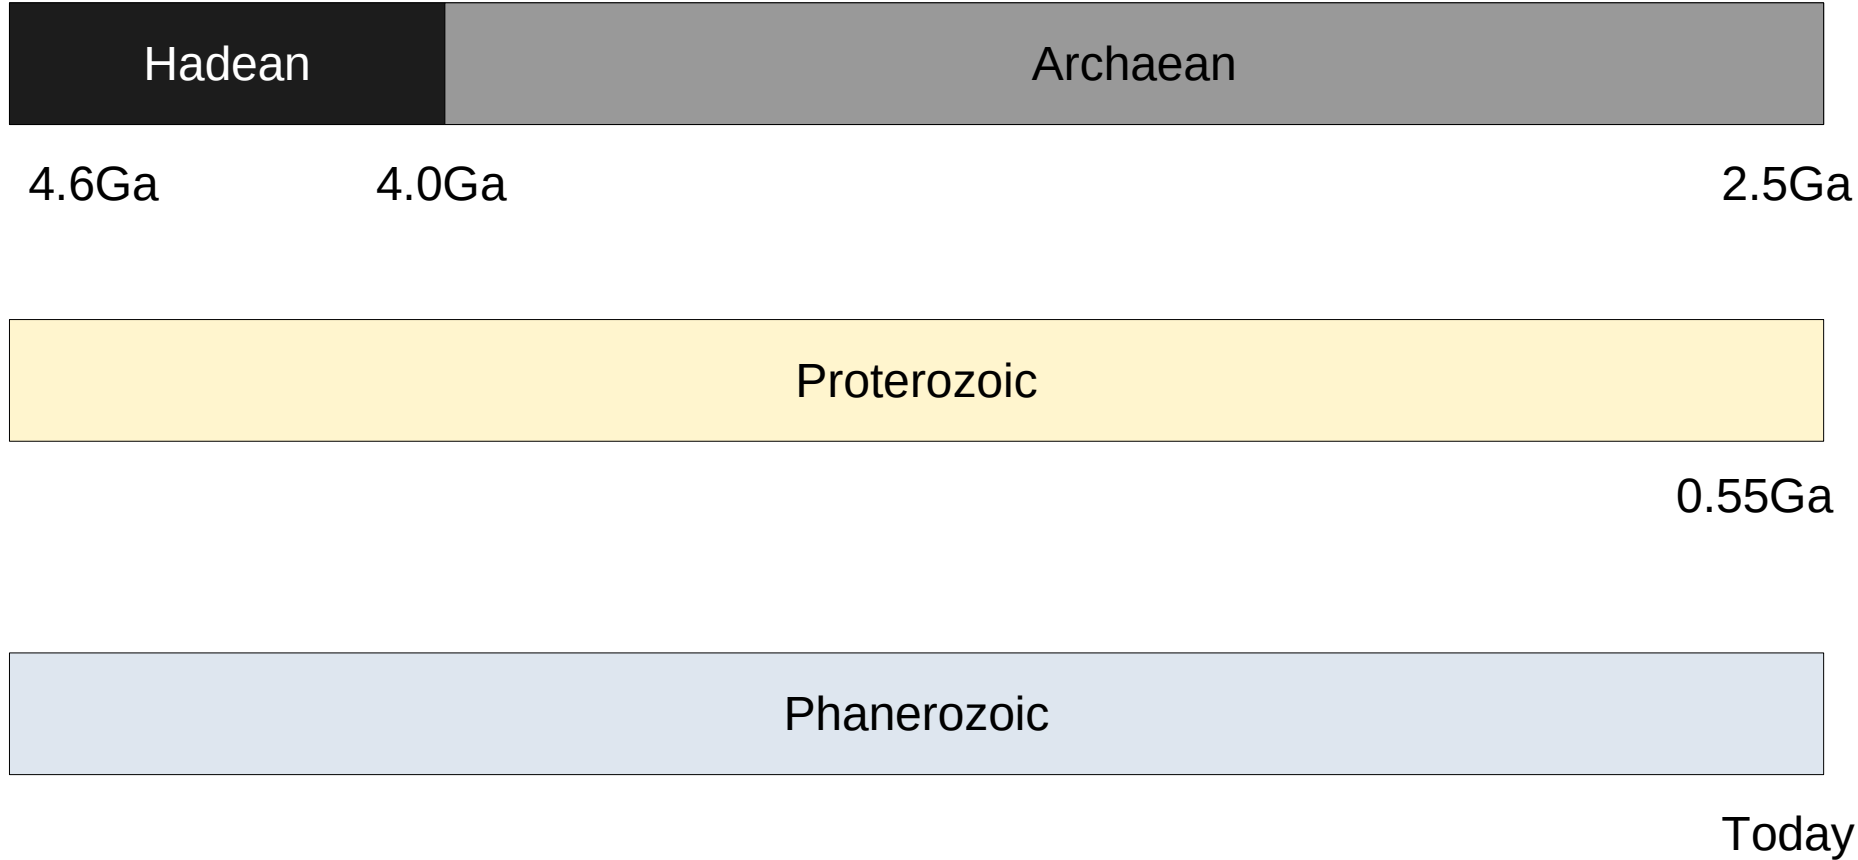 Hadean Archaean
4.6Ga 4.0Ga 2.5Ga
Proterozoic
0.55Ga
Phanerozoic
Today